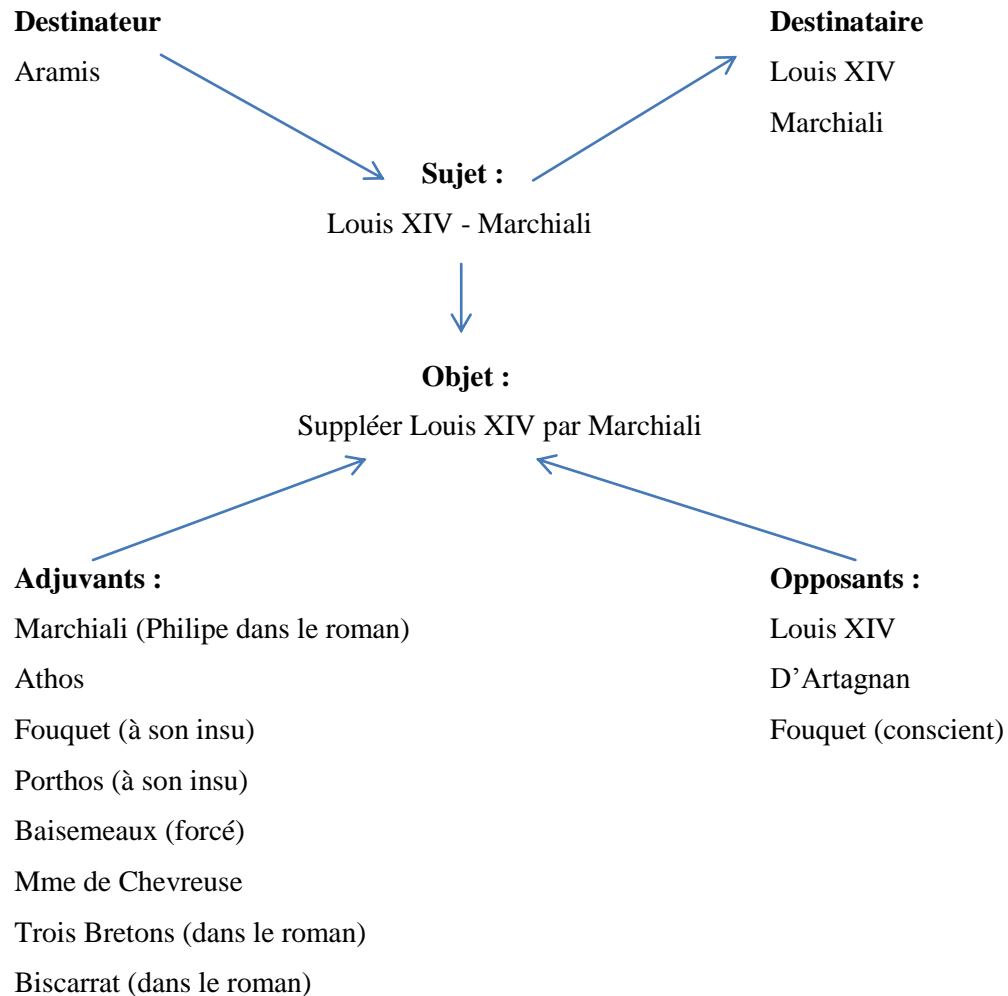 Destinateur
Aramis
Destinataire
Louis XIV
Marchiali
Sujet :
Louis XIV - Marchiali
Objet :
Suppléer Louis XIV par Marchiali
Adjuvants :
Marchiali (Philipe dans le roman)
Athos
Fouquet (à son insu)
Porthos (à son insu)
Baisemeaux (forcé)
Mme de Chevreuse
Trois Bretons (dans le roman)
Biscarrat (dans le roman)
Opposants :
Louis XIV
D’Artagnan
Fouquet (conscient)